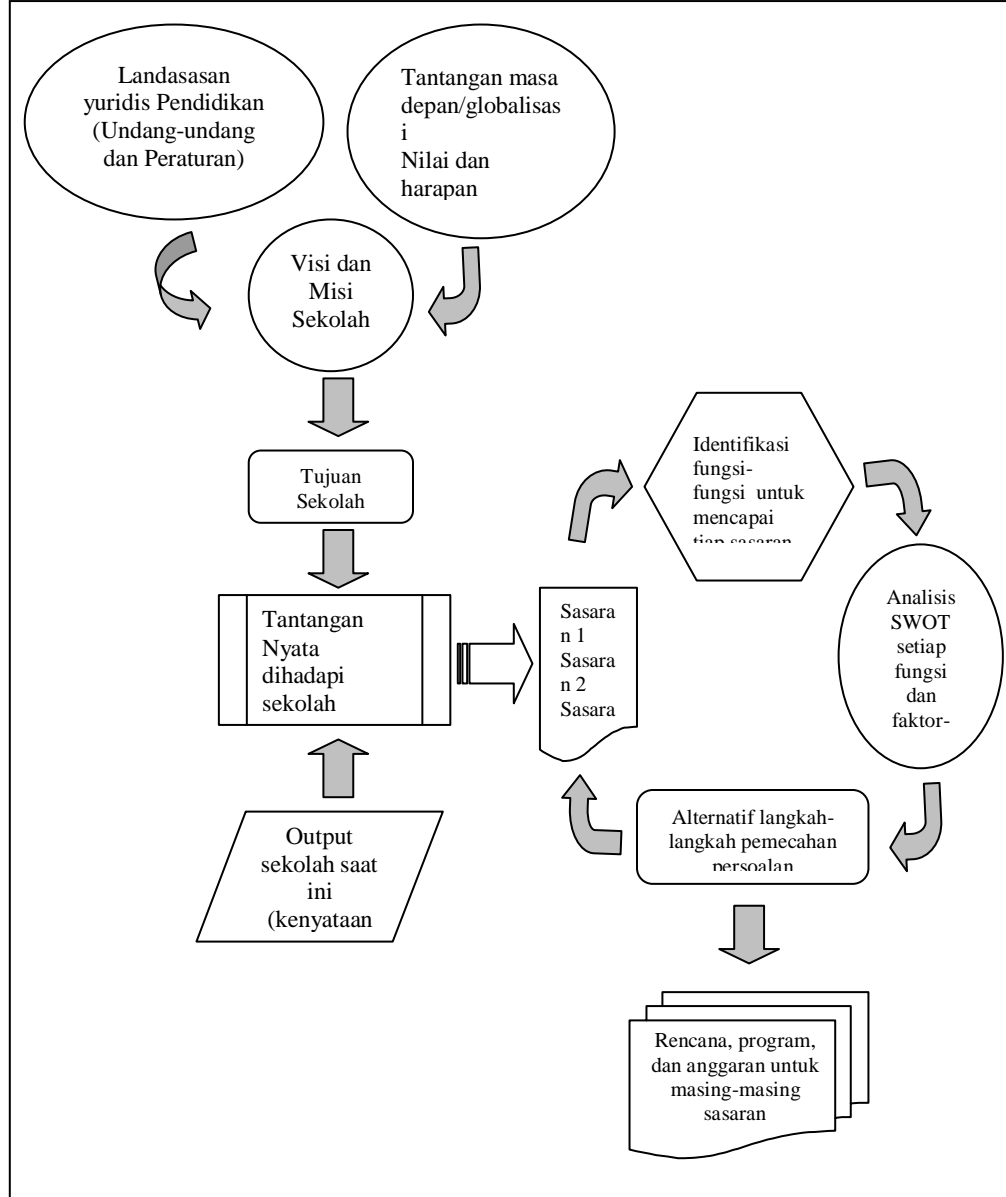 Landasasan
yuridis Pendidikan
(Undang-undang
dan Peraturan)
Tantangan masa
depan/globalisas
i
Nilai dan
harapan
Visi dan
Misi
Sekolah
Tujuan
Sekolah
Tantangan
Nyata
dihadapi
sekolah
Output
sekolah saat
ini
(kenyataan
Sasara
n 1
Sasara
n 2
Sasara
Identifikasi
fungsi-
fungsi untuk
mencapai
tiap sasaran
Analisis
SWOT
setiap
fungsi
dan
faktor-
Alternatif langkah-
langkah pemecahan
persoalan
Rencana, program,
dan anggaran untuk
masing-masing
sasaran